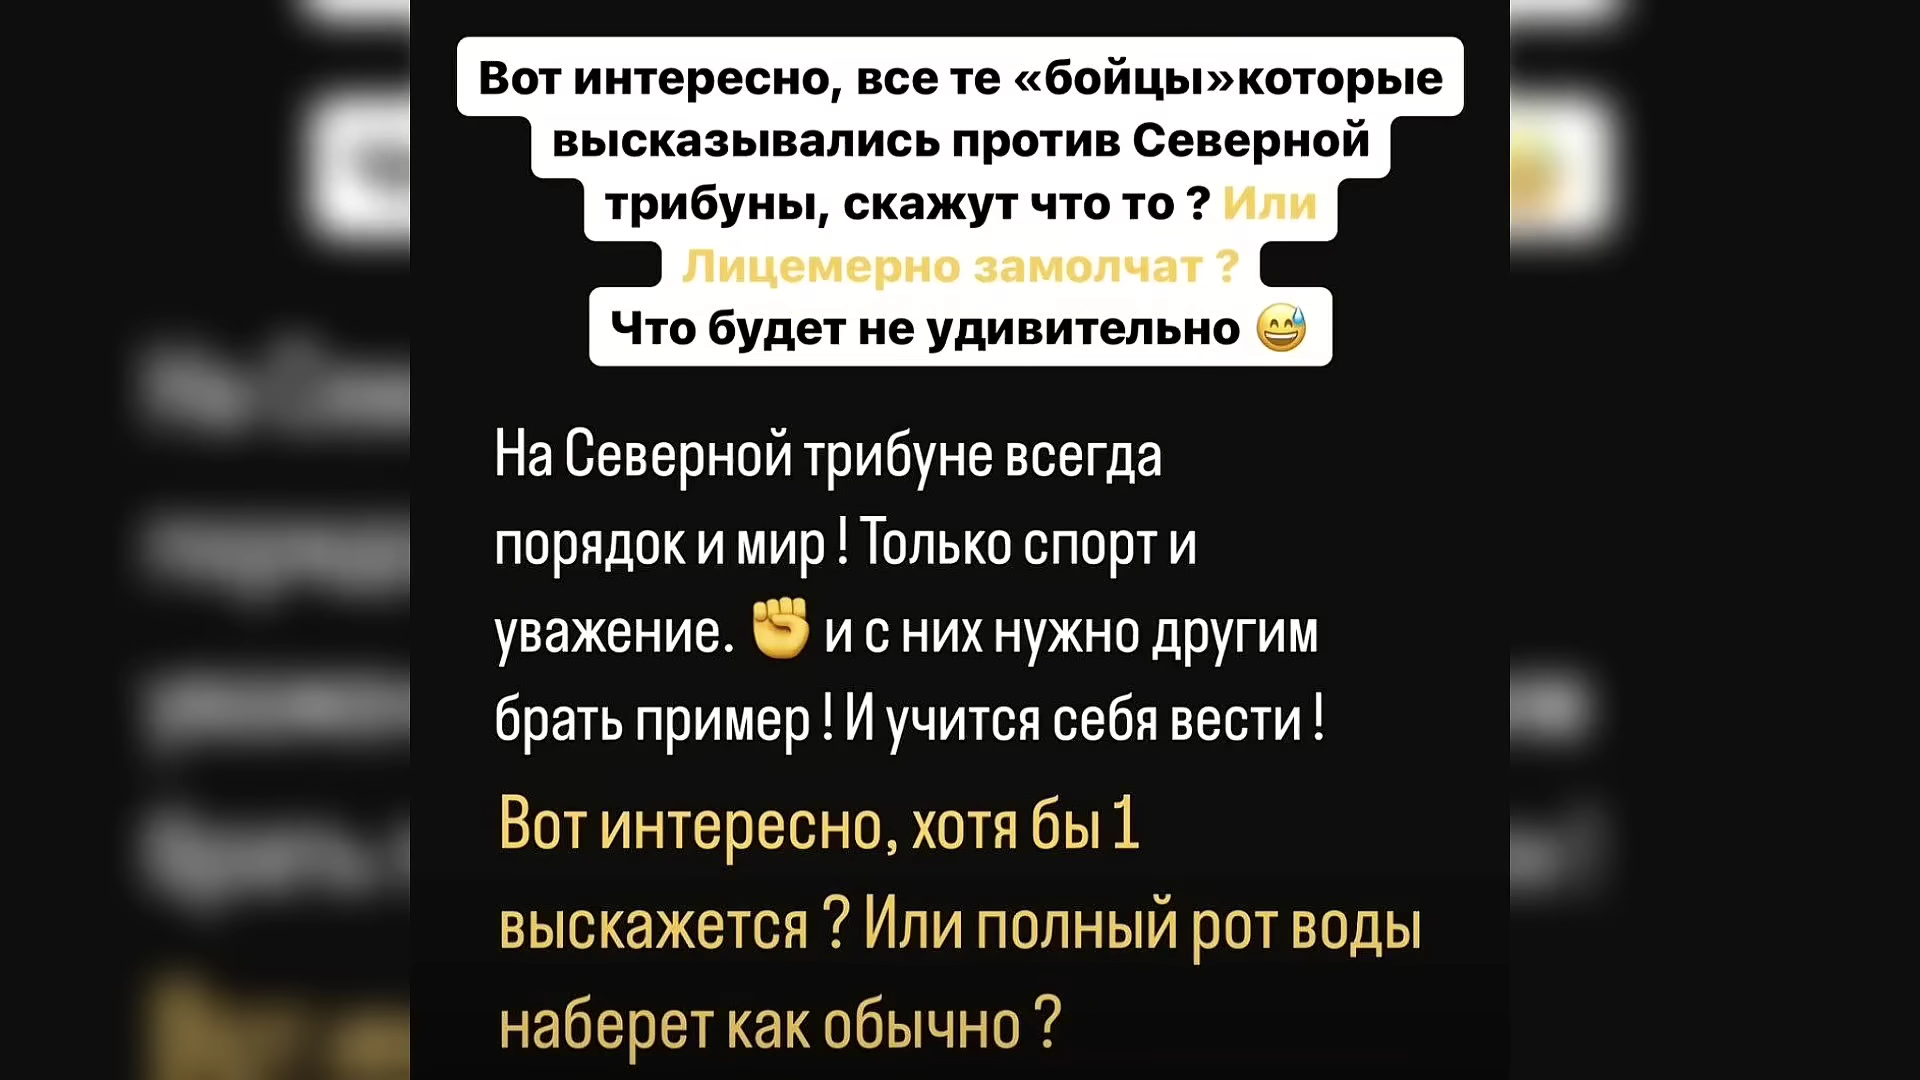 Вот интересно, все те «бойцы»которые
высказывались против Северной
трибуны, скажут что то ? Или
Лицемерно замолчат ?
Что будет не удивительно 😅
На Северной трибуне всегда
порядок и мир ! Только спорт и
уважение. ✊ и с них нужно другим
брать пример ! И учится себя вести !
Вот интересно, хотя бы 1
выскажется ? Или полный рот воды
наберет как обычно ?